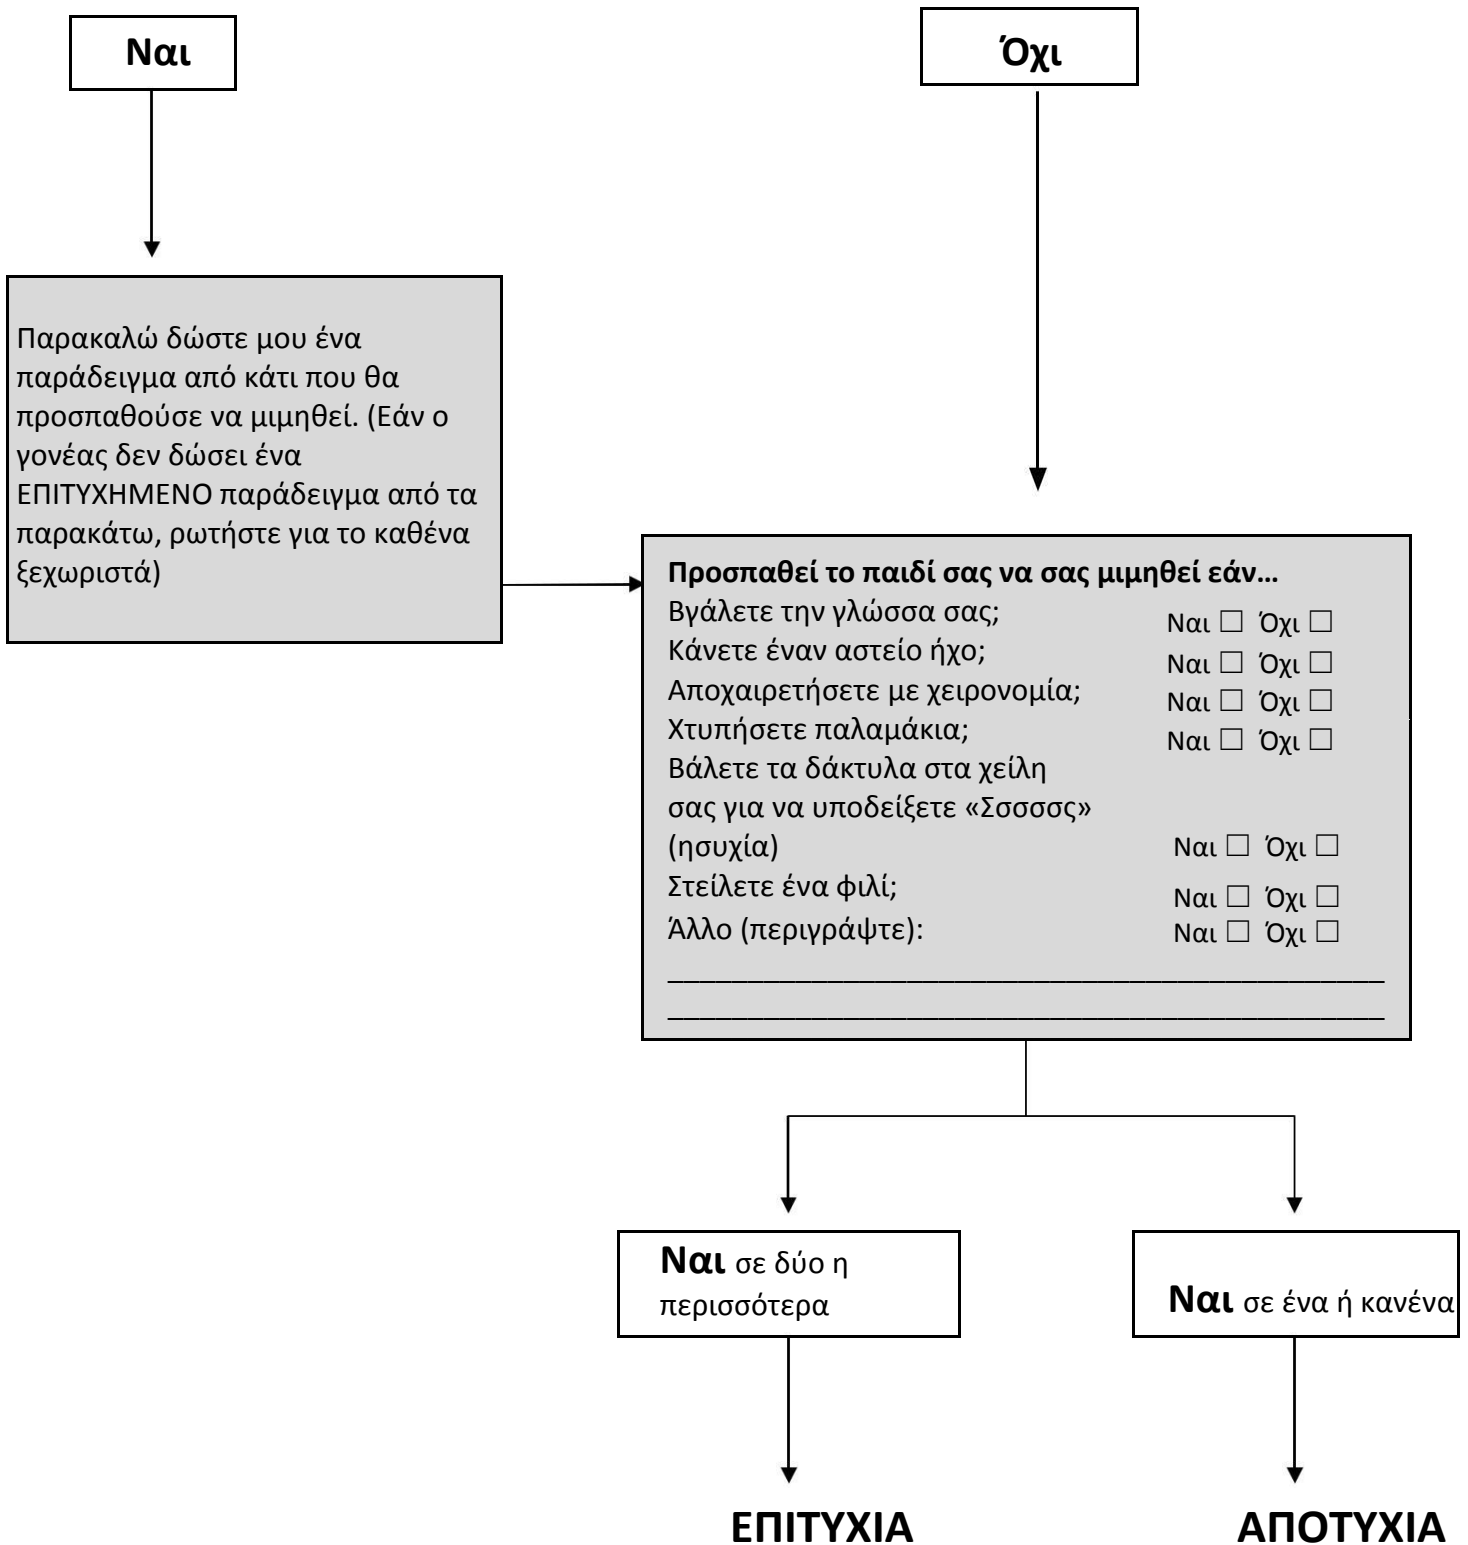 Ναι
Όχι
Παρακαλώ δώστε μου ένα
παράδειγμα από κάτι που θα
προσπαθούσε να μιμηθεί. (Εάν ο
γονέας δεν δώσει ένα
ΕΠΙΤΥΧΗΜΕΝΟ παράδειγμα από τα
παρακάτω, ρωτήστε για το καθένα
ξεχωριστά)
Προσπαθεί το παιδί σας να σας μιμηθεί εάν…
Βγάλετε την γλώσσα σας; Ναι ☐ Όχι ☐
Κάνετε έναν αστείο ήχο; Ναι ☐ Όχι ☐
Αποχαιρετήσετε με χειρονομία; Ναι ☐ Όχι ☐
Χτυπήσετε παλαμάκια; Ναι ☐ Όχι ☐
Βάλετε τα δάκτυλα στα χείλη
σας για να υποδείξετε «Σσσσσς»
(ησυχία) Ναι ☐ Όχι ☐
Στείλετε ένα φιλί; Ναι ☐ Όχι ☐
Άλλο (περιγράψτε): Ναι ☐ Όχι ☐
Ναι σε δύο η
περισσότερα
Ναι σε ένα ή κανένα
ΕΠΙΤΥΧΙΑ
ΑΠΟΤΥΧΙΑ